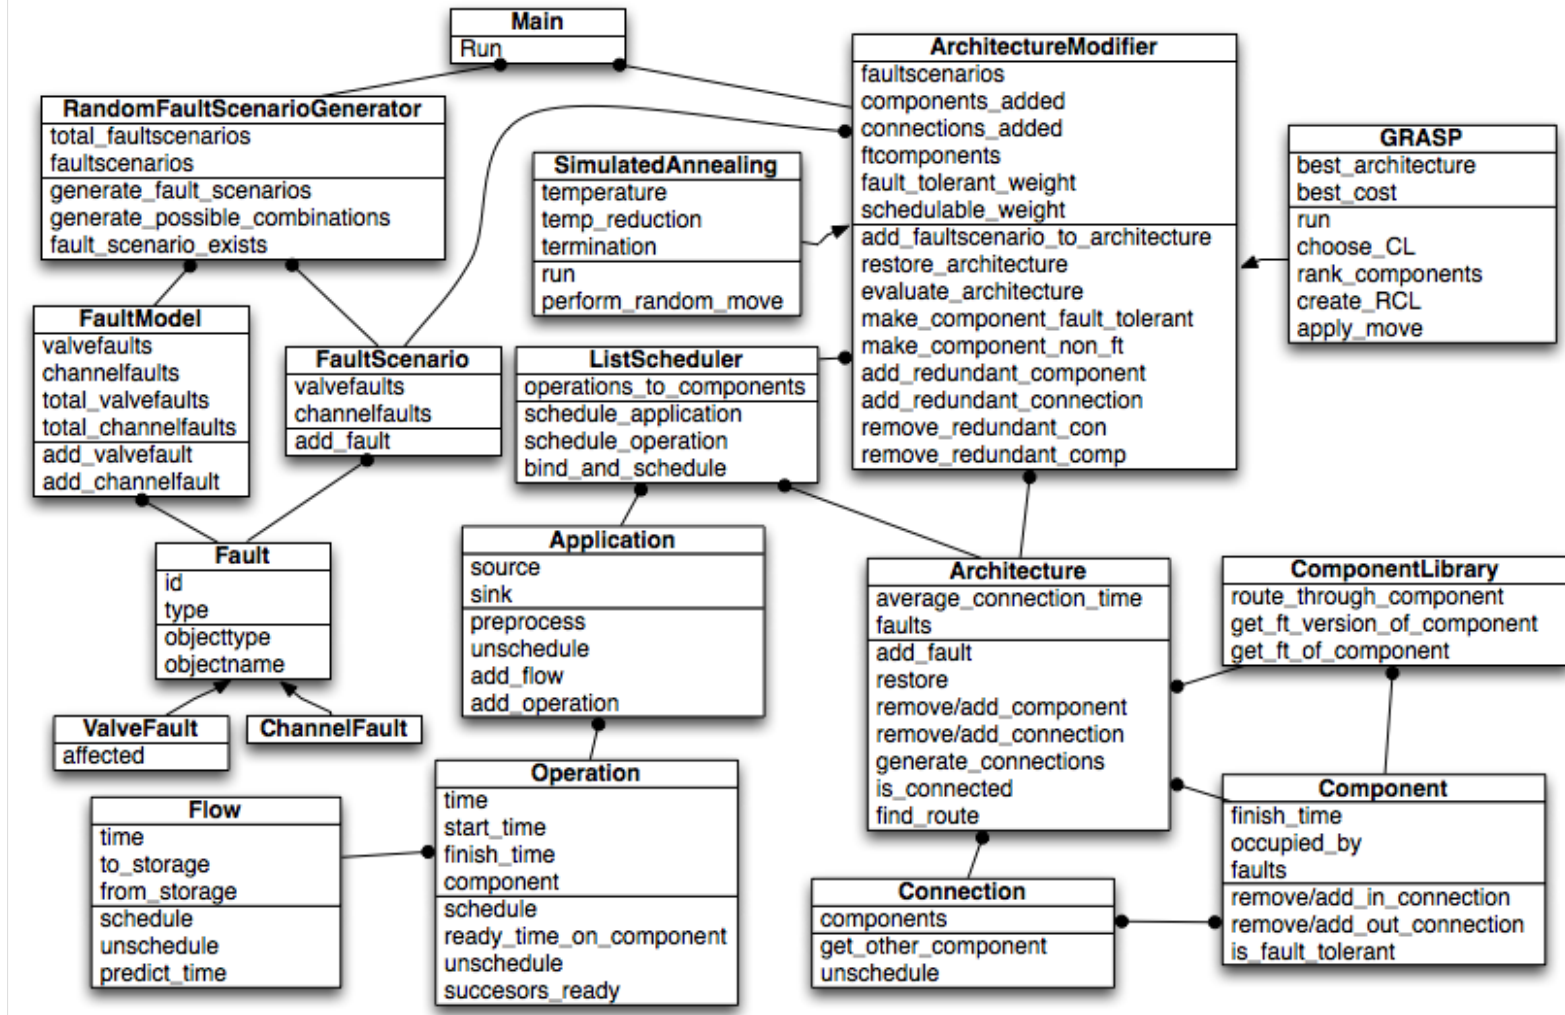 Main
Run
ArchitectureModifier
faultscenarios
components_added
connections_added
ftcomponents
fault_tolerant_weight
schedulable_weight
add_faultscenario_to_architecture
restore_architecture
evaluate_architecture
make_component_fault_tolerant
make_component_non_ft
add_redundant_component
add_redundant_connection
remove_redundant_con
remove_redundant_comp
RandomFaultScenarioGenerator
total_faultscenarios
faultscenarios
generate_fault_scenarios
generate_possible_combinations
fault_scenario_exists
SimulatedAnnealing
temperature
temp_reduction
termination
run
perform_random_move
GRASP
best_architecture
best_cost
run
choose_CL
rank_components
create_RCL
apply_move
FaultModel
valvefaults
channelfaults
total_valvefaults
total_channelfaults
add_valvefault
add_channelfault
FaultScenario
valvefaults
channelfaults
add_fault
ListScheduler
operations_to_components
schedule_application
schedule_operation
bind_and_schedule
Fault
id
type
objecttype
objectname
Application
source
sink
preprocess
unschedule
add_flow
add_operation
Architecture
average_connection_time
faults
add_fault
restore
remove/add_component
remove/add_connection
generate_connections
is_connected
find_route
ComponentLibrary
route_through_component
get_ft_version_of_component
get_ft_of_component
ValveFault
affected
ChannelFault
Flow
time
to_storage
from_storage
schedule
unschedule
predict_time
Operation
time
start_time
finish_time
component
schedule
ready_time_on_component
unschedule
succesors_ready
Component
finish_time
occupied_by
faults
remove/add_in_connection
remove/add_out_connection
is_fault_tolerant
Connection
components
get_other_component
unschedule